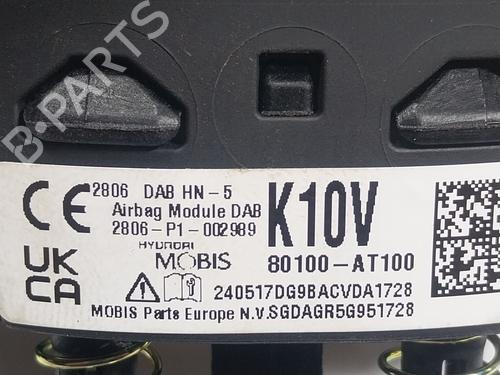 B-PARTS
CE 2806 DAB HN-5
Airbag Module DAB
2806-P1-002989
K10V
UK
CA
HYUNDAI
MOBIS
80100-AT100
240517DG9BACVDA1728
MOBIS Parts Europe N.V.SGDAGR5G951728